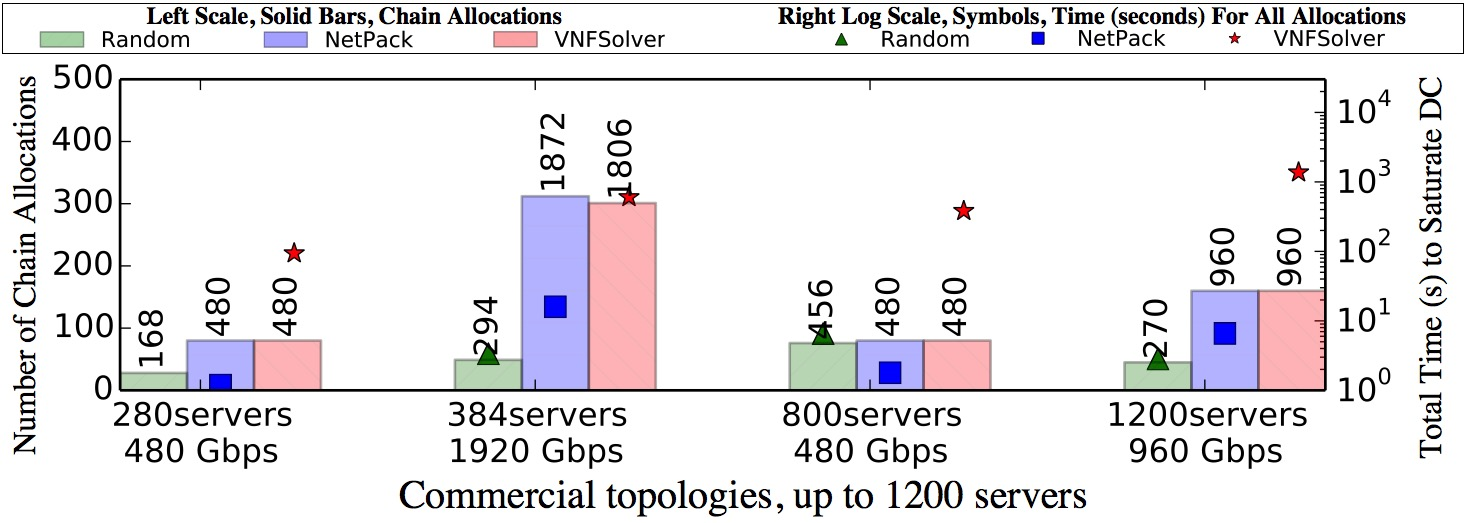 Left Scale, Solid Bars, Chain Allocations
Right Log Scale, Symbols, Time (seconds) For All Allocations
Random NetPack VNFSolver
Random NetPack VNFSolver
Number of Chain Allocations
500
400
300
200
100
0
168 480 480
294 1872 1806
456 480 480
270 960 960
10^4
10^3
10^2
10^1
10^0
Total Time (s) to Saturate DC
280servers
480 Gbps
384servers
1920 Gbps
800servers
480 Gbps
1200servers
960 Gbps
Commercial topologies, up to 1200 servers